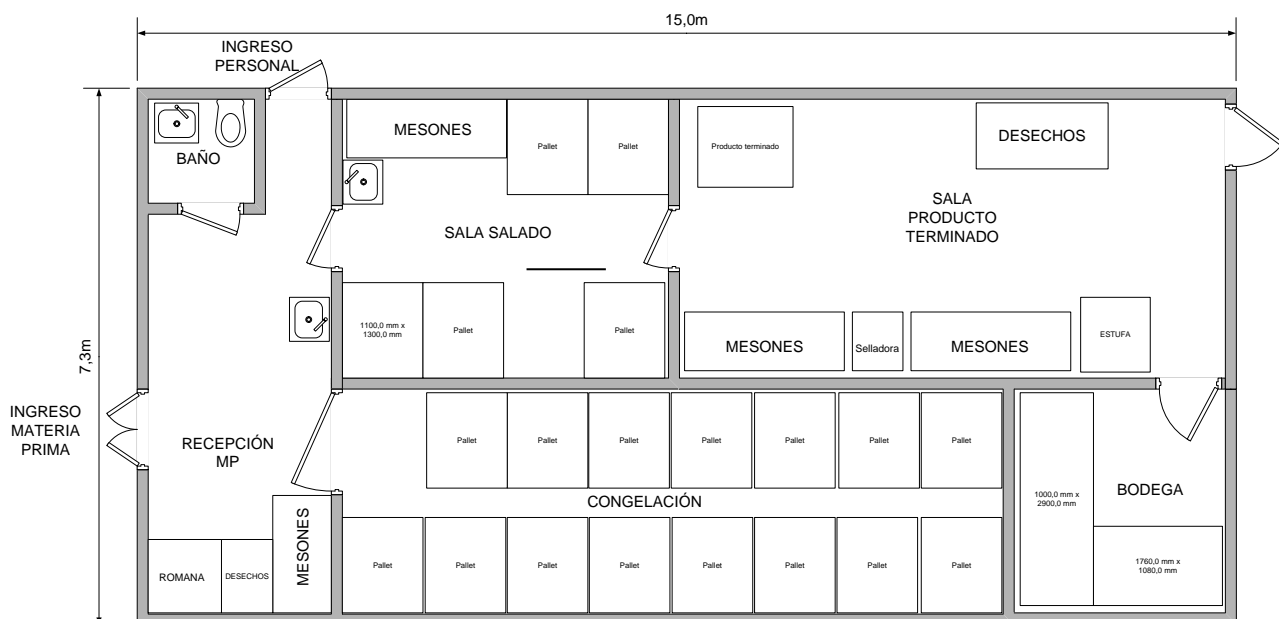 15,0m
INGRESO
PERSONAL
7,3m
BAÑO
MESONES
Pallet
Pallet
Producto terminado
DESECHOS
SALA SALADO
SALA
PRODUCTO
TERMINADO
1100,0 mm x
1300,0 mm
Pallet
Pallet
MESONES
Selladora
MESONES
ESTUFA
INGRESO
MATERIA
PRIMA
RECEPCIÓN
MP
Pallet
Pallet
Pallet
Pallet
Pallet
Pallet
Pallet
CONGELACIÓN
BODEGA
1000,0 mm x
2900,0 mm
1760,0 mm x
1080,0 mm
ROMANA
DESECHOS
MESONES
Pallet
Pallet
Pallet
Pallet
Pallet
Pallet
Pallet
Pallet